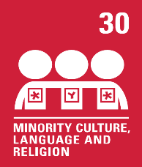 30
Y
MINORITY CULTURE,
LANGUAGE AND
RELIGION